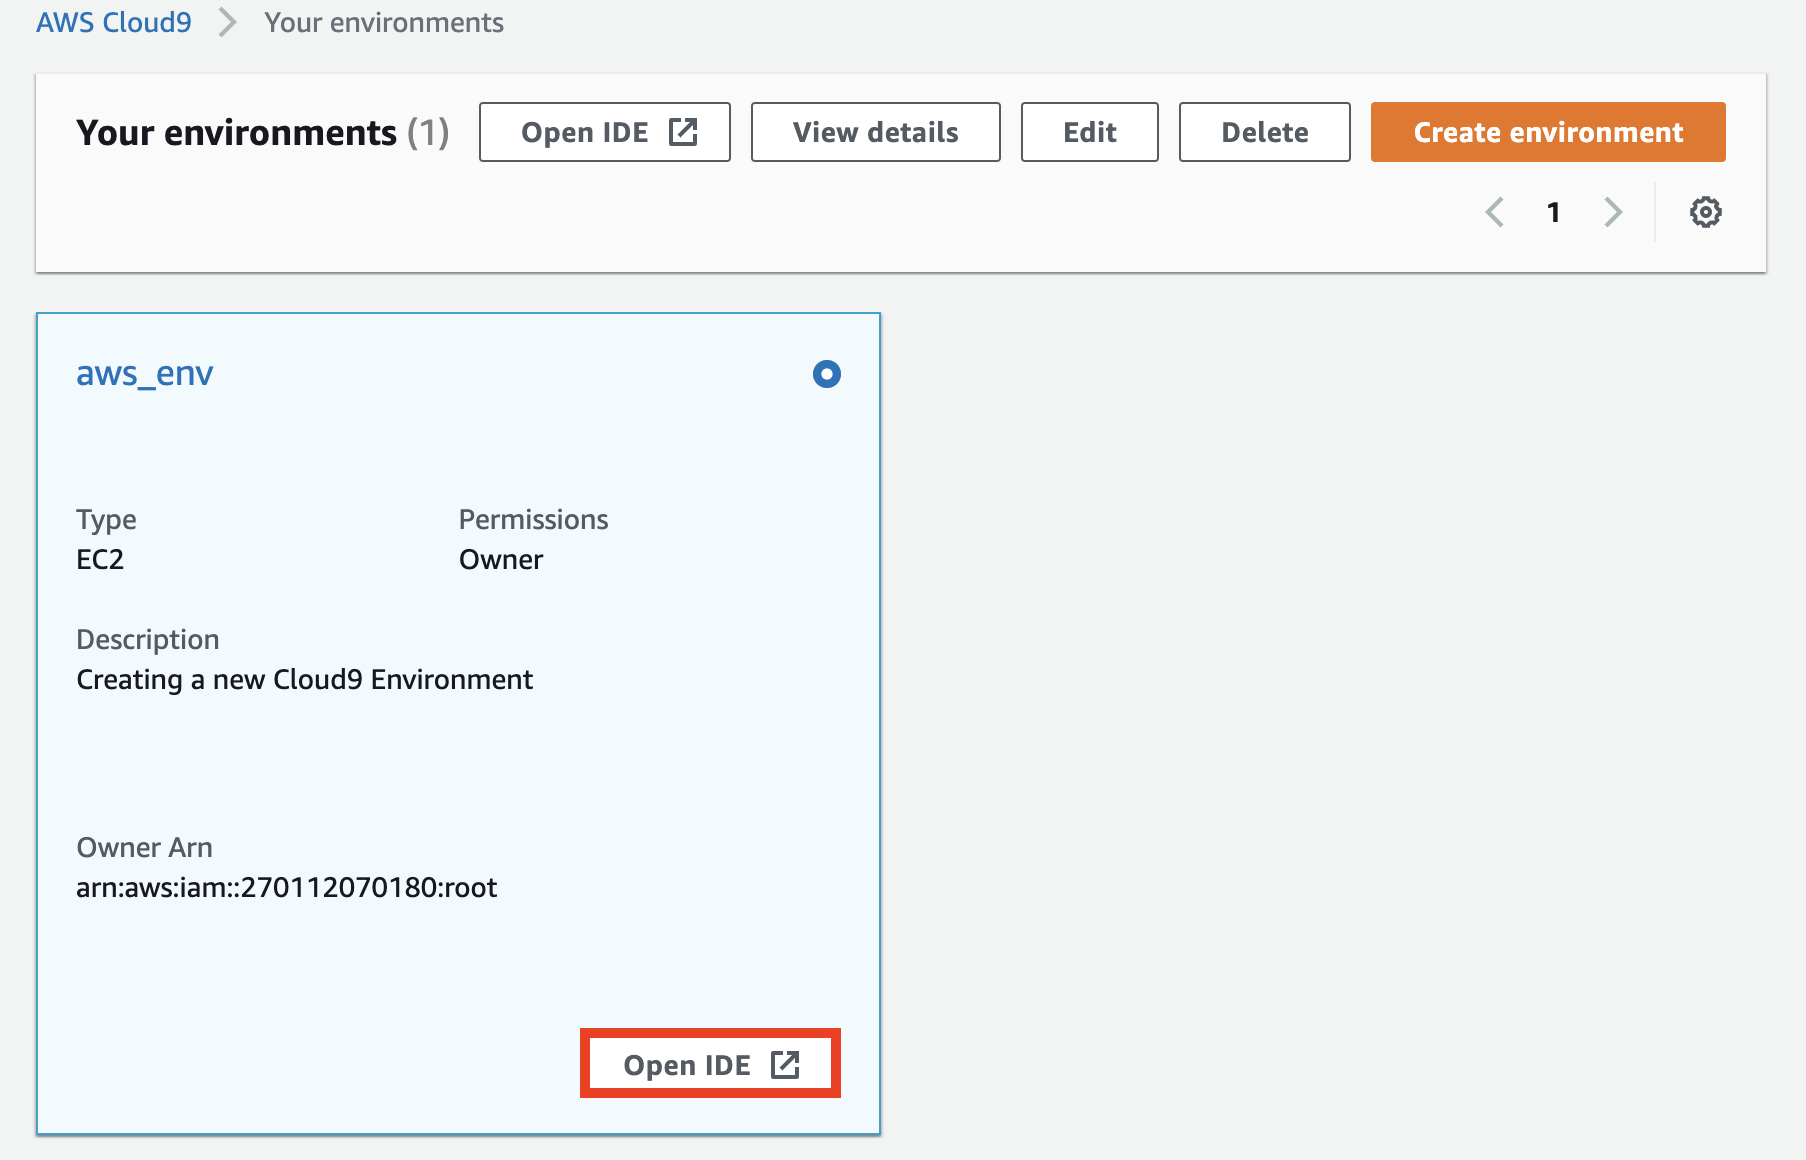 AWS Cloud9 Your environments
Your environments (1) Open IDE View details Edit Delete Create environment
1
aws_env
Type Permissions
EC2 Owner
Description
Creating a new Cloud9 Environment
Owner Arn
arn:aws:iam::270112070180:root
Open IDE